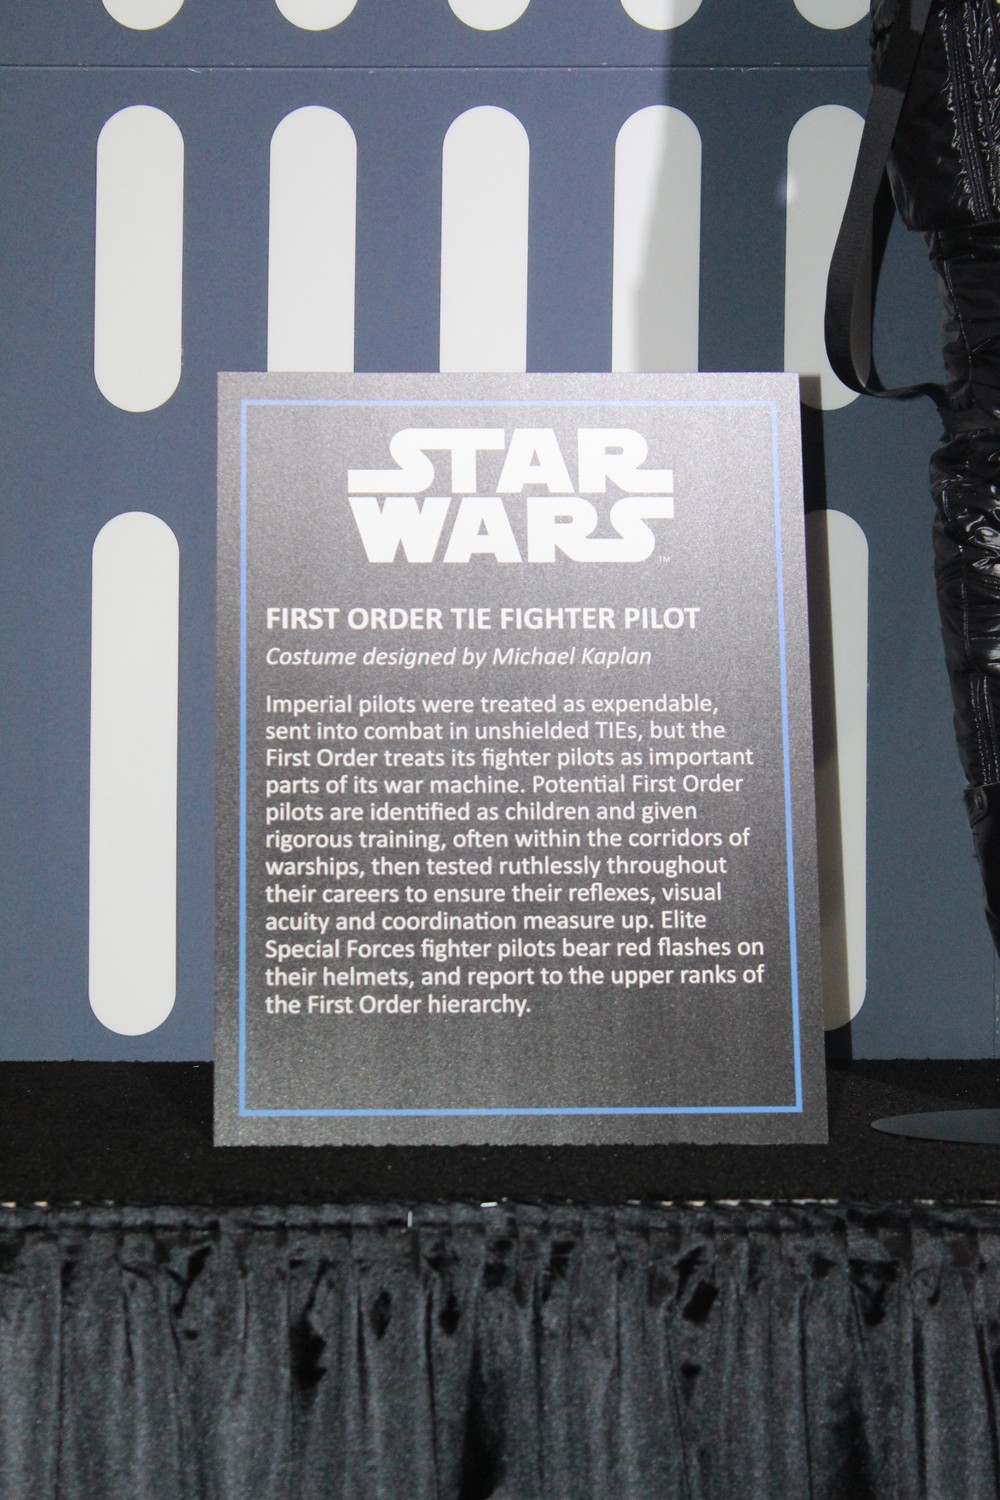 STAR
WARS
TM
FIRST ORDER TIE FIGHTER PILOT
Costume designed by Michael Kaplan
Imperial pilots were treated as expendable,
sent into combat in unshielded TIEs, but the
First Order treats its fighter pilots as important
parts of its war machine. Potential First Order
pilots are identified as children and given
rigorous training, often within the corridors of
warships, then tested ruthlessly throughout
their careers to ensure their reflexes, visual
acuity and coordination measure up. Elite
Special Forces fighter pilots bear red flashes on
their helmets, and report to the upper ranks of
the First Order hierarchy.